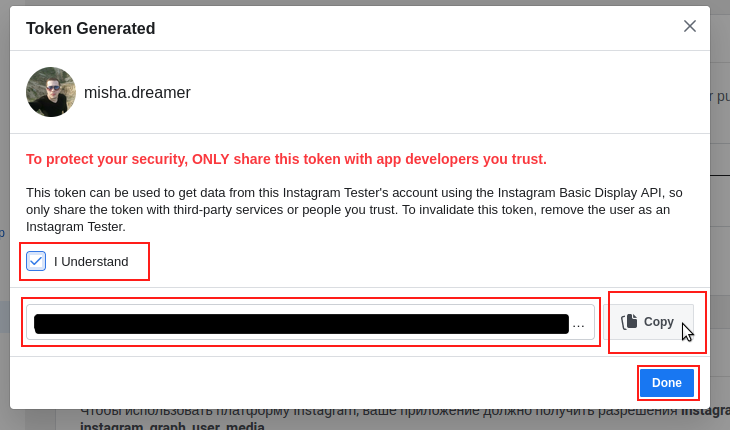 Token Generated
misha.dreamer
To protect your security, ONLY share this token with app developers you trust.
This token can be used to get data from this Instagram Tester's account using the Instagram Basic Display API, so
only share the token with third-party services or people you trust. To invalidate this token, remove the user as an
Instagram Tester.
I Understand
...
Copy
Done
Чтобы использовать платформу Instagram, ваше приложение должно получить разрешения
instagram_graph_user_media